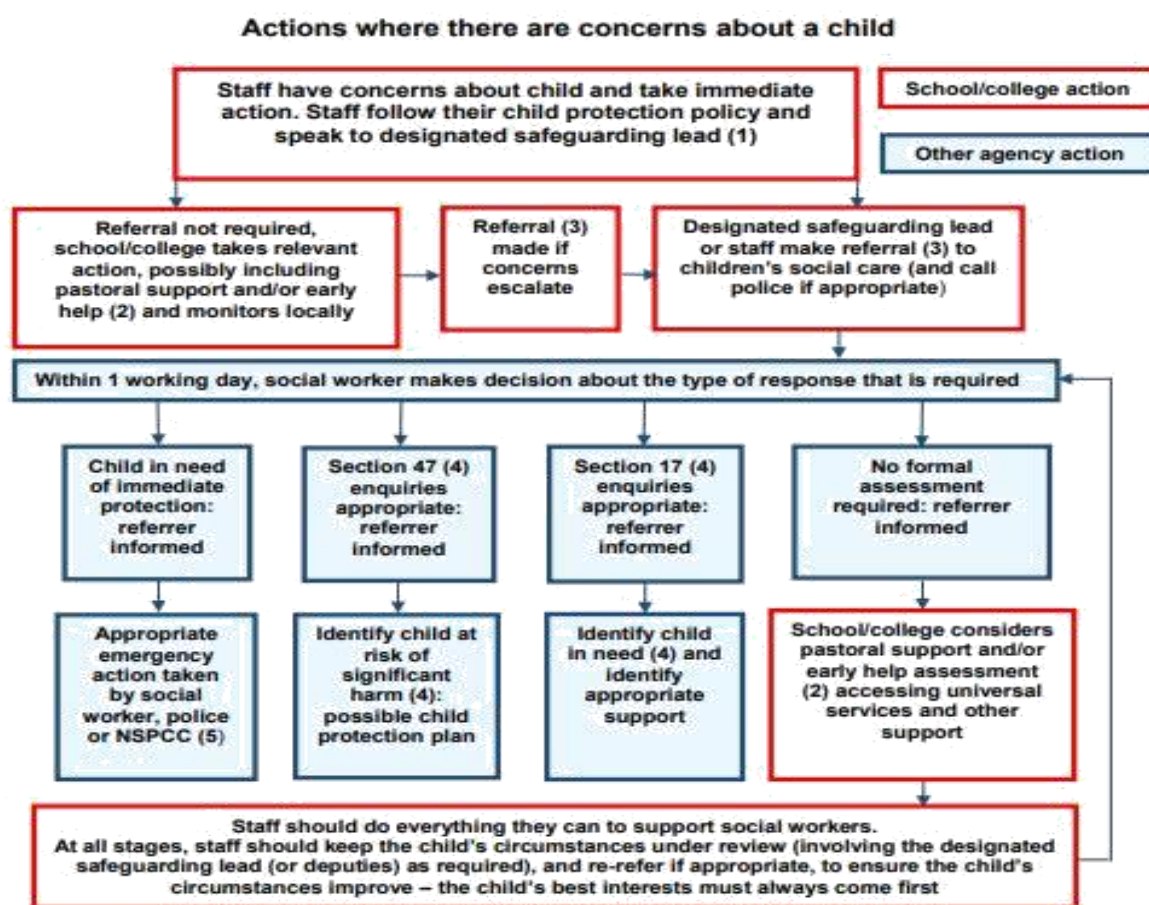 Actions where there are concerns about a child
Staff have concerns about child and take immediate
action. Staff follow their child protection policy and
speak to designated safeguarding lead (1)
School/college action
Other agency action
Referral not required,
school/college takes relevant
action, possibly including
pastoral support and/or early
help (2) and monitors locally
Referral (3)
made if
concerns
escalate
Designated safeguarding lead
or staff make referral (3) to
children's social care (and call
police if appropriate)
Within 1 working day, social worker makes decision about the type of response that is required
Child in need
of immediate
protection:
referrer
informed
Section 47 (4)
enquiries
appropriate:
referrer
informed
Section 17 (4)
enquiries
appropriate:
referrer
informed
No formal
assessment
required: referrer
informed
Appropriate
emergency
action taken
by social
worker, police
or NSPCC (5)
Identify child at
risk of
significant
harm (4):
possible child
protection plan
Identify child
in need (4) and
identify
appropriate
support
School/college considers
pastoral support and/or
early help assessment
(2) accessing universal
services and other
support
Staff should do everything they can to support social workers.
At all stages, staff should keep the child's circumstances under review (involving the designated
safeguarding lead (or deputies) as required), and re-refer if appropriate, to ensure the child's
circumstances improve – the child's best interests must always come first